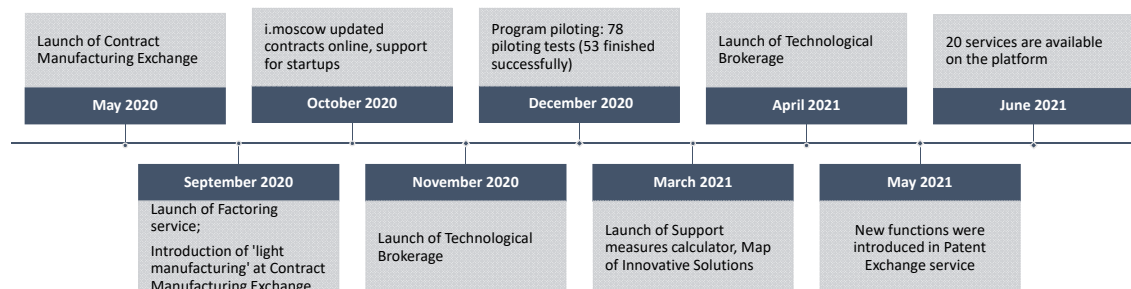 Launch of Contract
Manufacturing Exchange
May 2020
i.moscow updated
contracts online, support
for startups
October 2020
Program piloting: 78
piloting tests (53 finished
successfully)
December 2020
Launch of Technological
Brokerage
April 2021
20 services are available
on the platform
June 2021
September 2020
Launch of Factoring
service;
Introduction of 'light
manufacturing' at Contract
Manufacturing Exchange
November 2020
Launch of Technological
Brokerage
March 2021
Launch of Support
measures calculator, Map
of Innovative Solutions
May 2021
New functions were
introduced in Patent
Exchange service